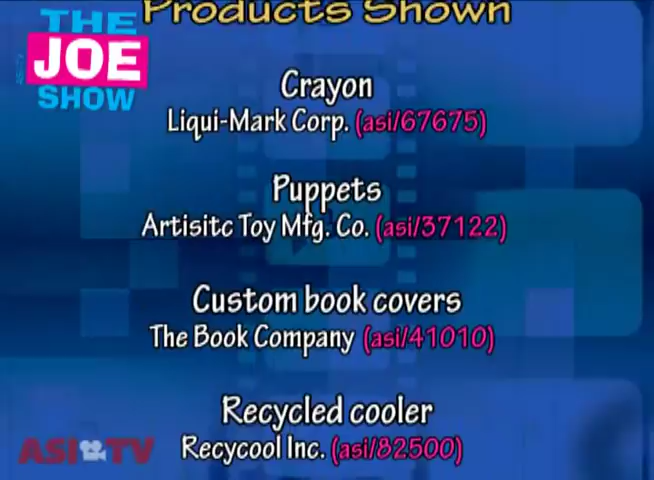 Products Shown
THE
JOE
SHOW
Crayon
Liqui-Mark Corp. (asi/67675)
Puppets
Artisitc Toy Mfg. Co. (asi/37122)
Custom book covers
The Book Company (asi/41010)
Recycled cooler
Recycool Inc. (asi/82500)
ASI TV